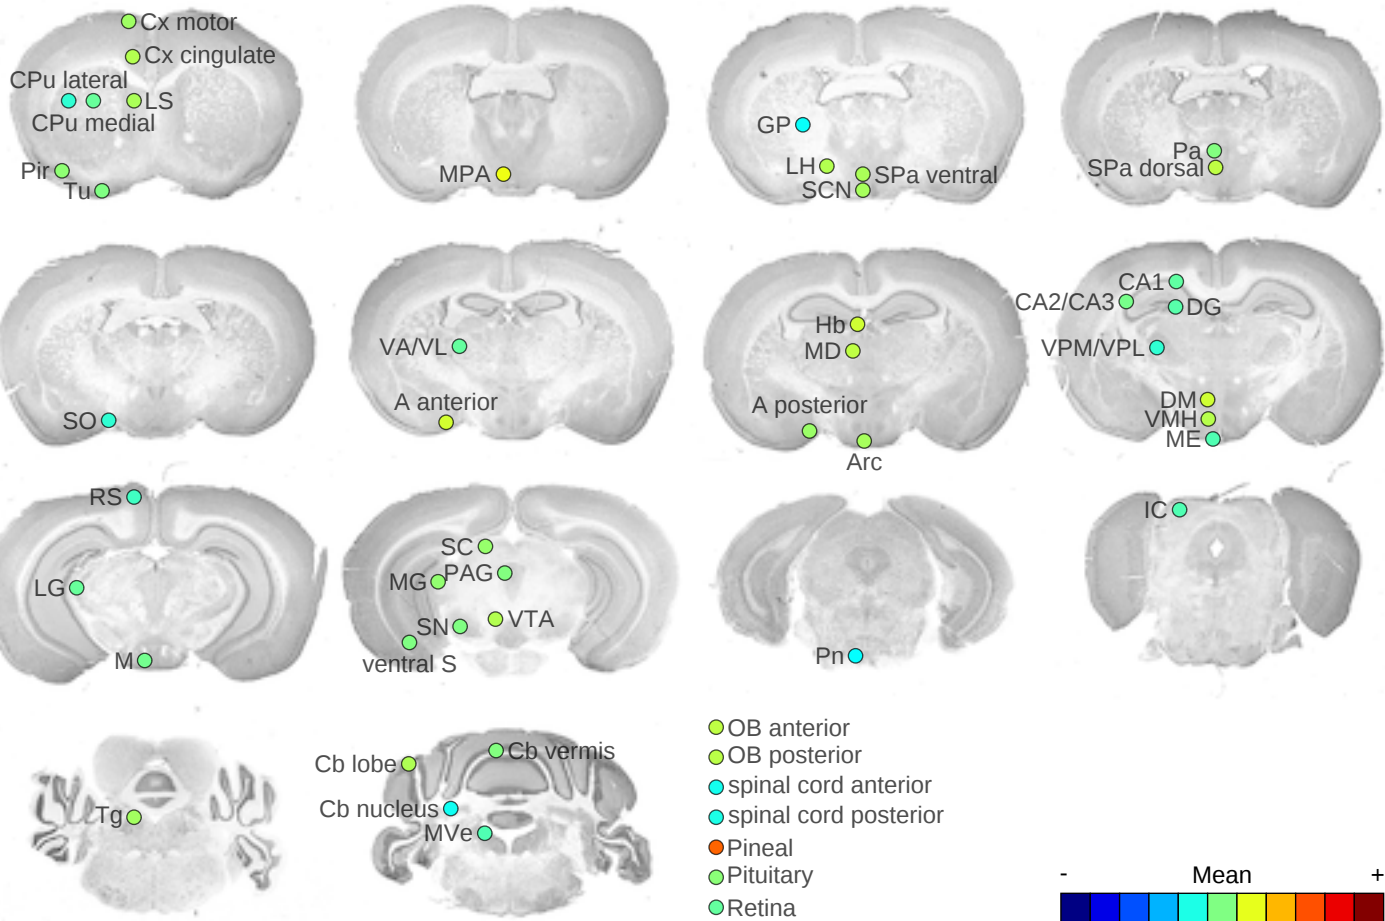 Cx motor
Cx cingulate
CPu lateral
LS
CPu medial
Pir
Tu
MPA
GP
LH
SPa ventral
SCN
Pa
SPa dorsal
SO
VA/VL
A anterior
Hb
MD
A posterior
Arc
CA1
CA2/CA3
DG
VPM/VPL
DM
VMH
ME
RS
LG
M
SC
PAG
MG
VTA
SN
ventral S
Pn
IC
Tg
Cb lobe
Cb vermis
Cb nucleus
MVe
OB anterior
OB posterior
spinal cord anterior
spinal cord posterior
Pineal
Pituitary
Retina
- Mean +